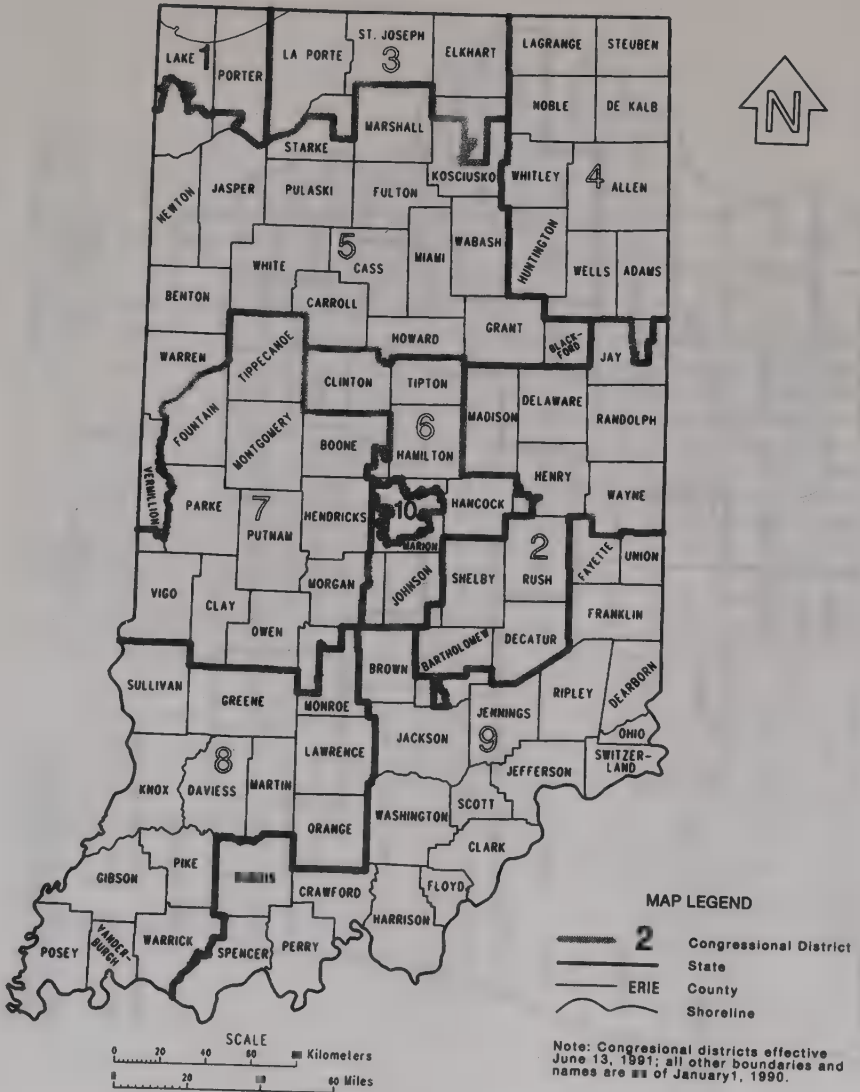 LAKE 1
PORTER
LA PORTE
ST. JOSEPH
3
ELKHART
LAGRANGE
STEUBEN
N
NOBLE
DE KALB
MARSHALL
STARKE
KOSCIUSKO
WHITLEY
4
ALLEN
NEWTON
JASPER
PULASKI
FULTON
WABASH
HUNTINGTON
MIAMI
WHITE
5
CASS
WELLS
ADAMS
BENTON
CARROLL
GRANT
HOWARD
BLACK-
FORD
JAY
WARREN
TIPPECANOE
CLINTON
TIPTON
MADISON
DELAWARE
RANDOLPH
FOUNTAIN
MONTGOMERY
BOONE
6
HAMILTON
HENRY
WAYNE
VERMILLION
PARKE
7
PUTNAM
HENDRICKS
10
MARION
HANCOCK
2
RUSH
FAYETTE
UNION
VIGO
CLAY
MORGAN
JOHNSON
SHELBY
FRANKLIN
OWEN
BROWN
BARTHOLOMEW
DECATUR
SULLIVAN
GREENE
MONROE
JENNINGS
RIPLEY
DEARBORN
OHIO
LAWRENCE
JACKSON
9
SWITZER-
LAND
8
KNOX
DAVIESS
MARTIN
JEFFERSON
SCOTT
WASHINGTON
ORANGE
CLARK
GIBSON
PIKE
CRAWFORD
FLOYD
HARRISON
POSEY
VANDER-
BURGH
WARRICK
SPENCER
PERRY
MAP LEGEND
2 Congressional District
State
ERIE County
Shoreline
SCALE
0 20 40 60 Kilometers
0 20 60 Miles
Note: Congresional districts effective
June 13, 1991; all other boundaries and
names are of January1, 1990.